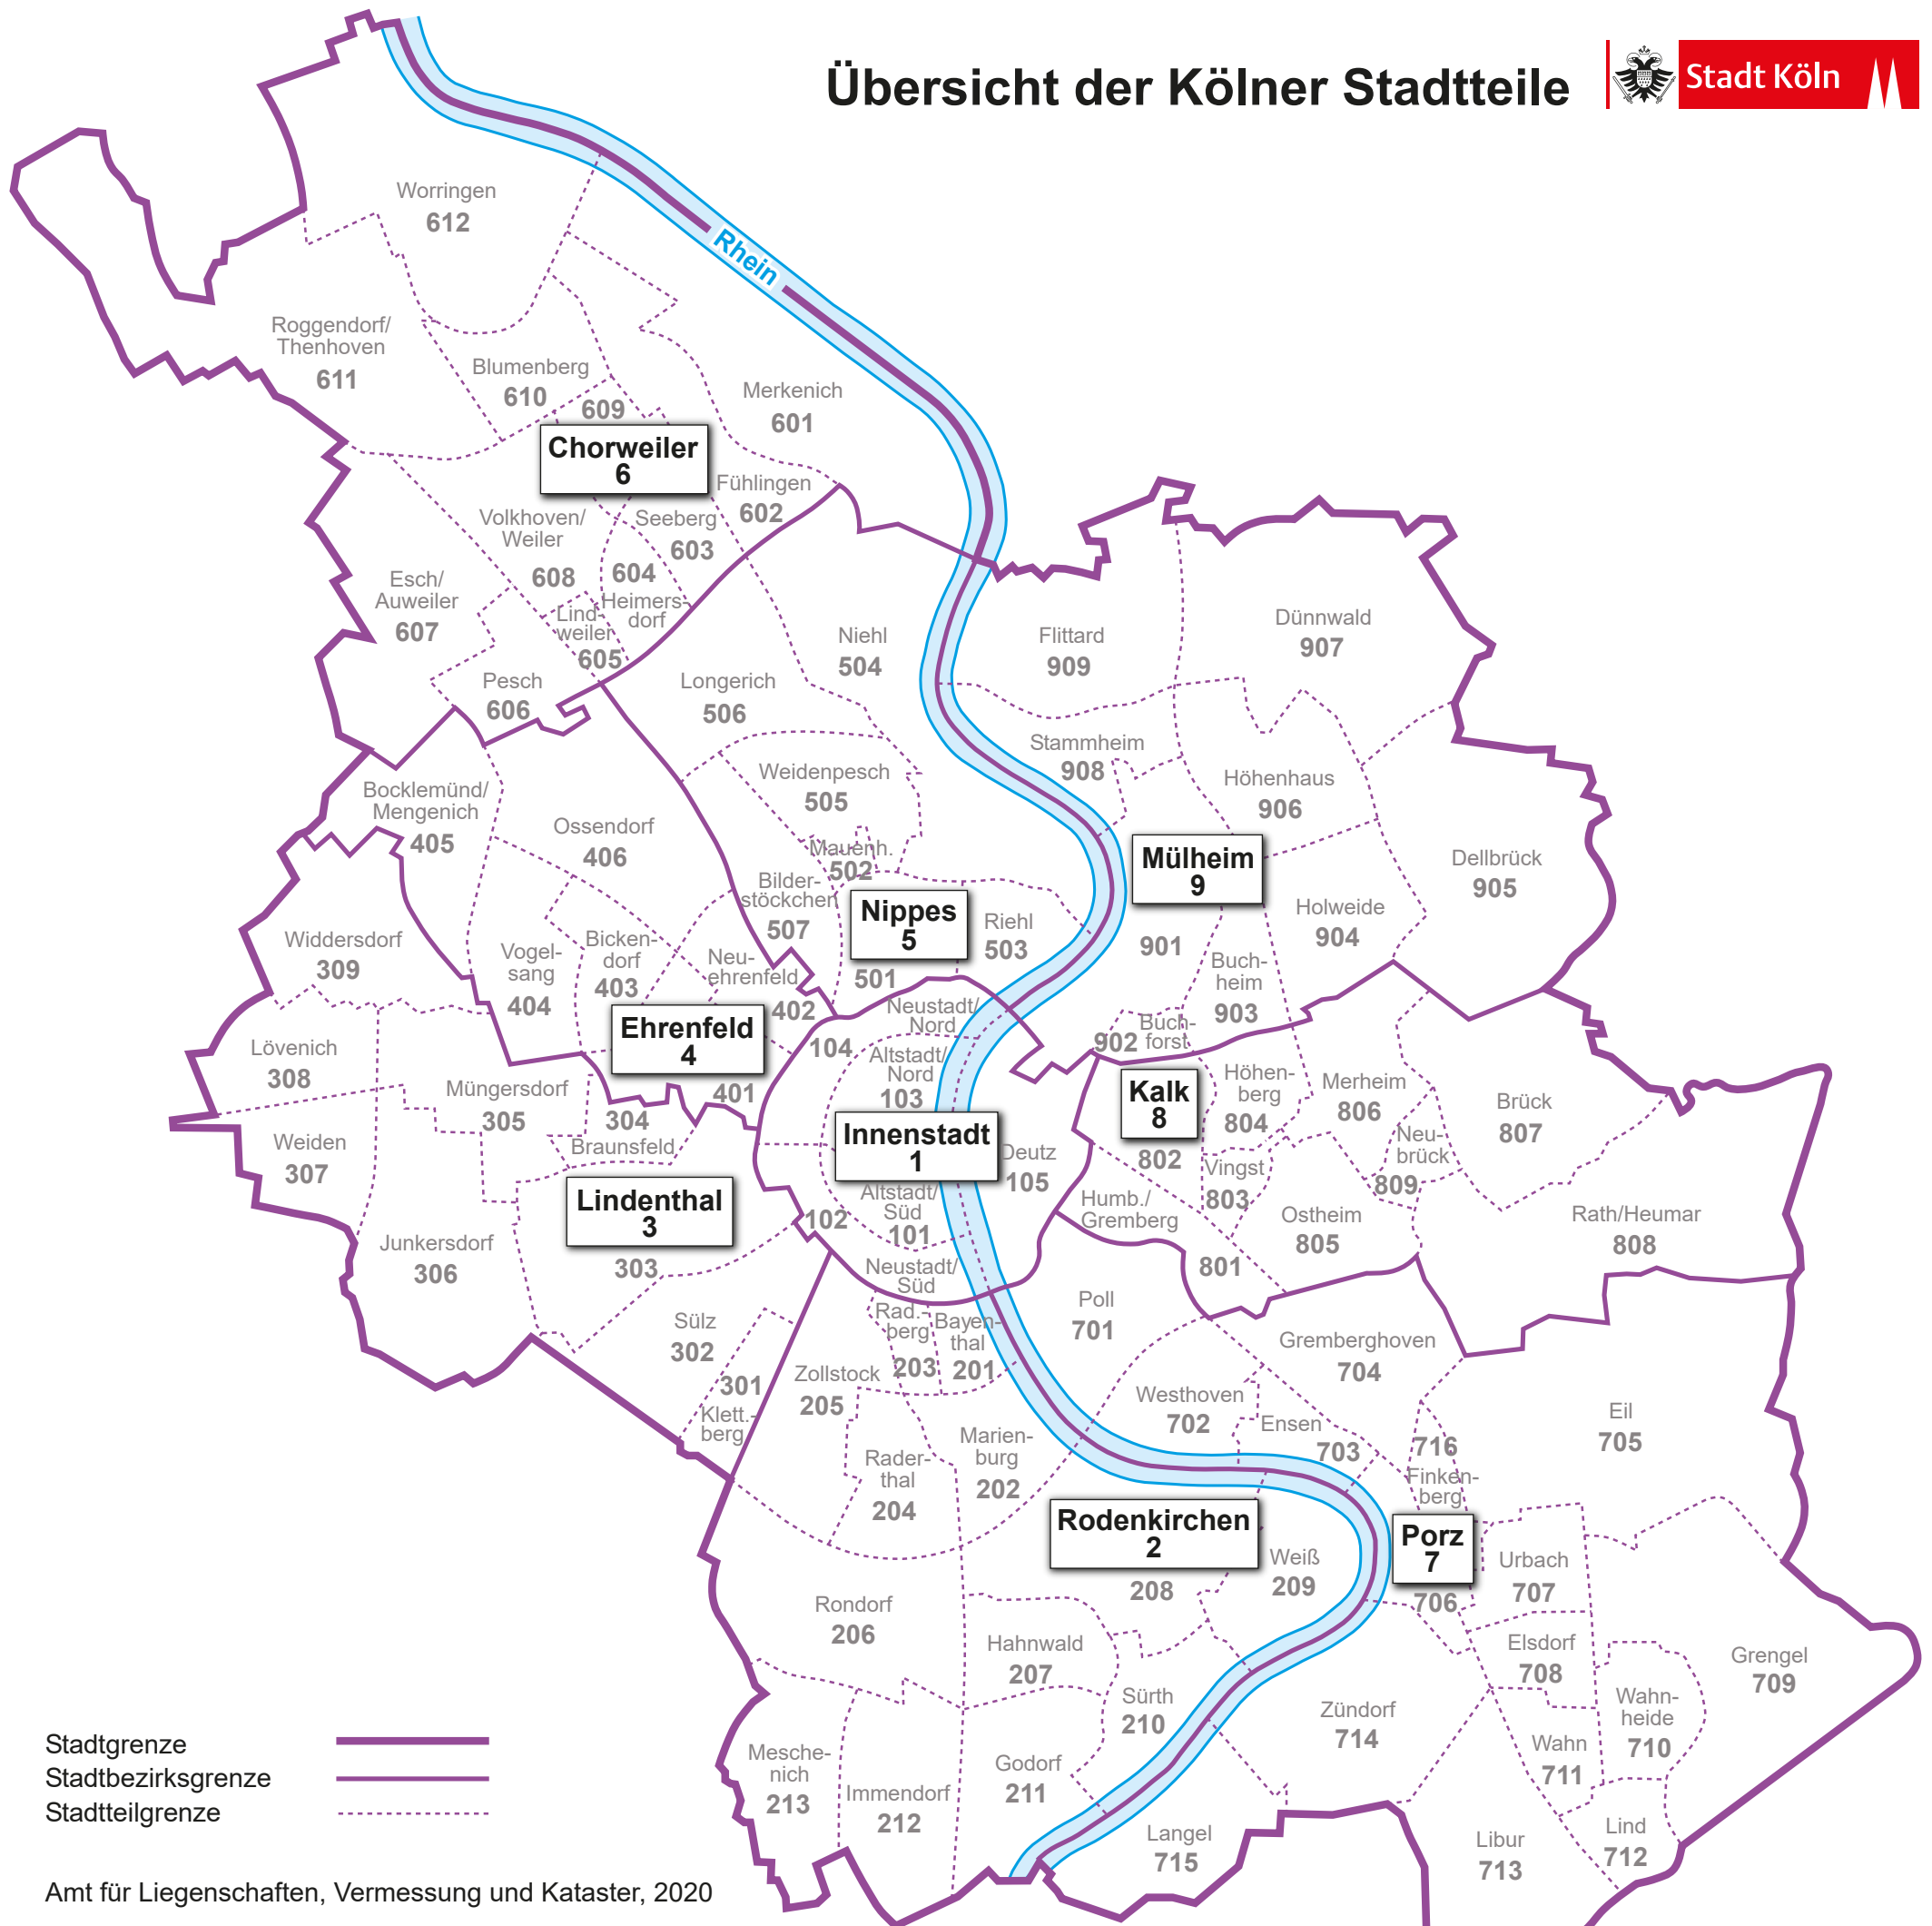 Übersicht der Kölner Stadtteile
Stadt Köln
Rhein
Worringen
612
Roggendorf/
Thenhoven
611
Blumenberg
610
609
Merkenich
601
Chorweiler
6
Fühlingen
602
Volkhoven/
Weiler
608
Seeberg
603
604
Heimers-
dorf
Lind-
weiler
605
Esch/
Auweiler
607
Pesch
606
Niehl
504
Longerich
506
Weidenpesch
505
Mauenh.
502
Bilder-
stöckchen
507
Nippes
5
Riehl
503
501
Flittard
909
Dünnwald
907
Stammheim
908
Höhenhaus
906
Mülheim
9
Dellbrück
905
Holweide
904
901
Buch-
heim
903
Buch-
forst
902
Bocklemünd/
Mengenich
405
Ossendorf
406
Vogel-
sang
404
Bicken-
dorf
403
Neu-
ehrenfeld
402
Ehrenfeld
4
401
Widdersdorf
309
Lövenich
308
Müngersdorf
305
304
Braunsfeld
Weiden
307
Junkersdorf
306
Lindenthal
3
303
Sülz
302
301
Klett.-
berg
Neustadt/
Nord
104
Altstadt/
Nord
103
Innenstadt
1
Deutz
105
Altstadt/
Süd
101
102
Neustadt/
Süd
Kalk
8
802
Höhen-
berg
804
Merheim
806
Brück
807
Neu-
brück
809
Vingst
803
Humb./
Gremberg
801
Ostheim
805
Rath/Heumar
808
Rad.-
berg
203
Bayen-
thal
201
Zollstock
205
Rader-
thal
204
Marien-
burg
202
Rodenkirchen
2
208
Weiß
209
Rondorf
206
Hahnwald
207
Sürth
210
Godorf
211
Immendorf
212
Mesche-
nich
213
Poll
701
Westhoven
702
Ensen
703
Gremberghoven
704
Eil
705
716
Finken-
berg
Porz
7
706
Urbach
707
Elsdorf
708
Grengel
709
Wahn-
heide
710
Wahn
711
Lind
712
Libur
713
Zündorf
714
Langel
715
Stadtgrenze
Stadtbezirksgrenze
Stadtteilgrenze
Amt für Liegenschaften, Vermessung und Kataster, 2020